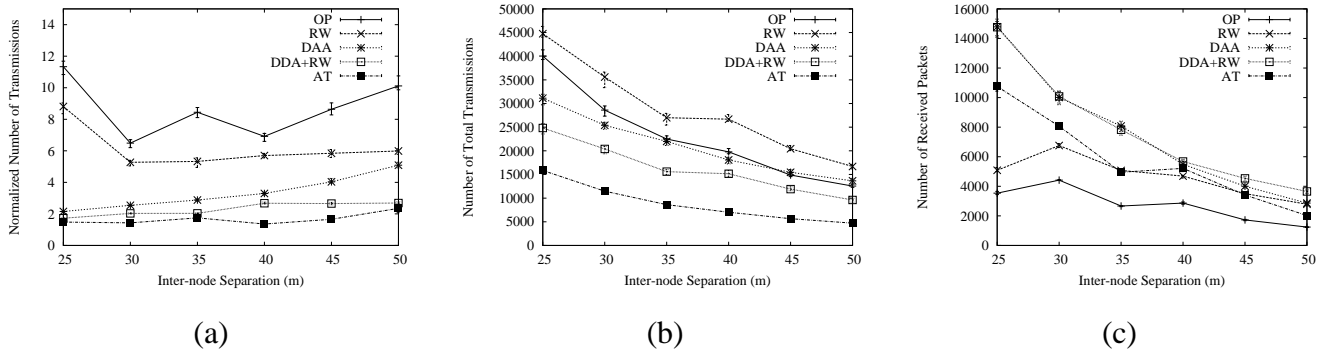 Normalized Number of Transmissions
14
12
10
8
6
4
2
0
25 30 35 40 45 50
Inter-node Separation (m)
OP
RW
DAA
DDA+RW
AT
(a)
Number of Total Transmissions
50000
45000
40000
35000
30000
25000
20000
15000
10000
5000
0
25 30 35 40 45 50
Inter-node Separation (m)
OP
RW
DAA
DDA+RW
AT
(b)
Number of Received Packets
16000
14000
12000
10000
8000
6000
4000
2000
0
25 30 35 40 45 50
Inter-node Separation (m)
OP
RW
DAA
DDA+RW
AT
(c)